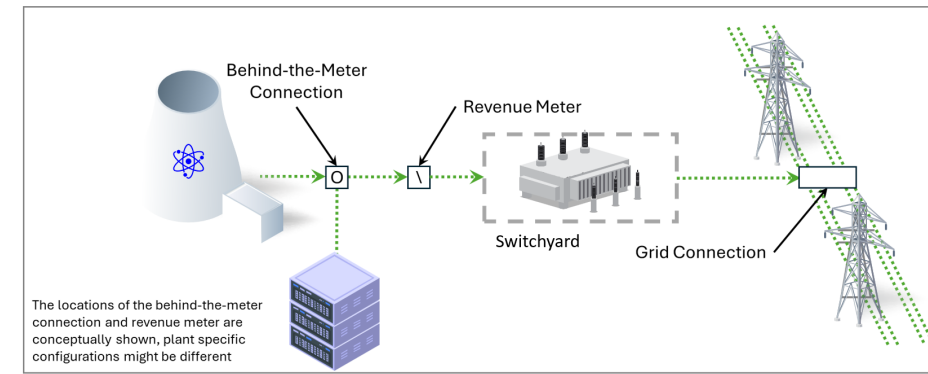 Behind-the-Meter
Connection
Revenue Meter
O
\
Switchyard
Grid Connection
The locations of the behind-the-meter
connection and revenue meter are
conceptually shown, plant specific
configurations might be different